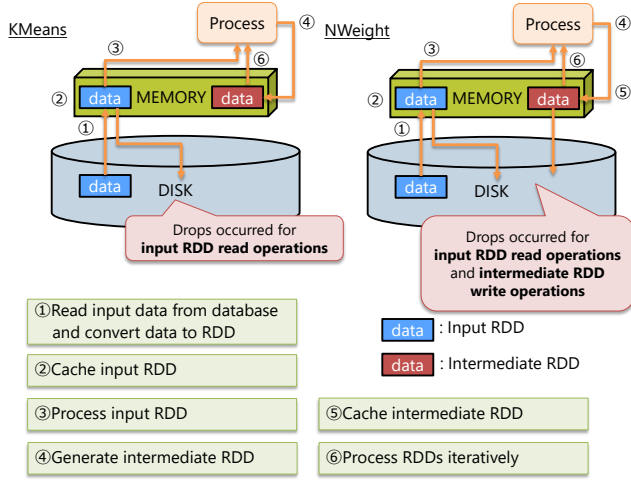 KMeans
Process
④
③
⑥
②
data
MEMORY
data
①
data
DISK
Drops occurred for
input RDD read operations
NWeight
Process
④
③
⑥
②
data
MEMORY
data
⑤
①
data
DISK
Drops occurred for
input RDD read operations
and intermediate RDD
write operations
①Read input data from database
and convert data to RDD
②Cache input RDD
③Process input RDD
④Generate intermediate RDD
data : Input RDD
data : Intermediate RDD
⑤Cache intermediate RDD
⑥Process RDDs iteratively